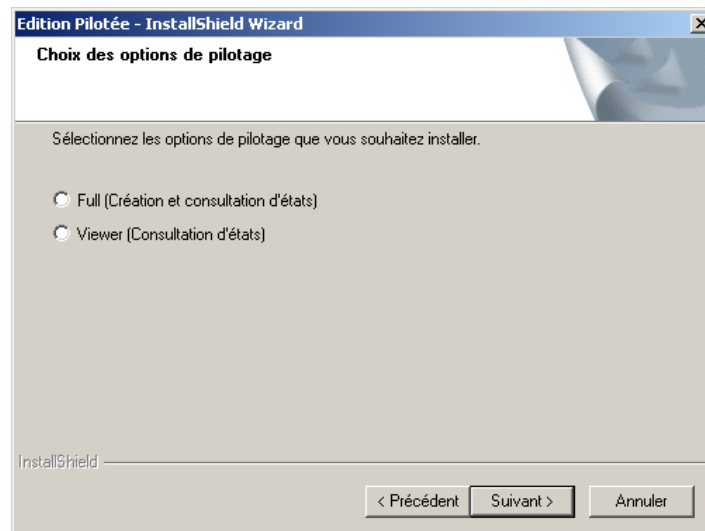 Edition Pilotée - InstallShield Wizard
Choix des options de pilotage
Sélectionnez les options de pilotage que vous souhaitez installer.
Full (Création et consultation d'états)
Viewer (Consultation d'états)
InstallShield
< Précédent Suivant > Annuler